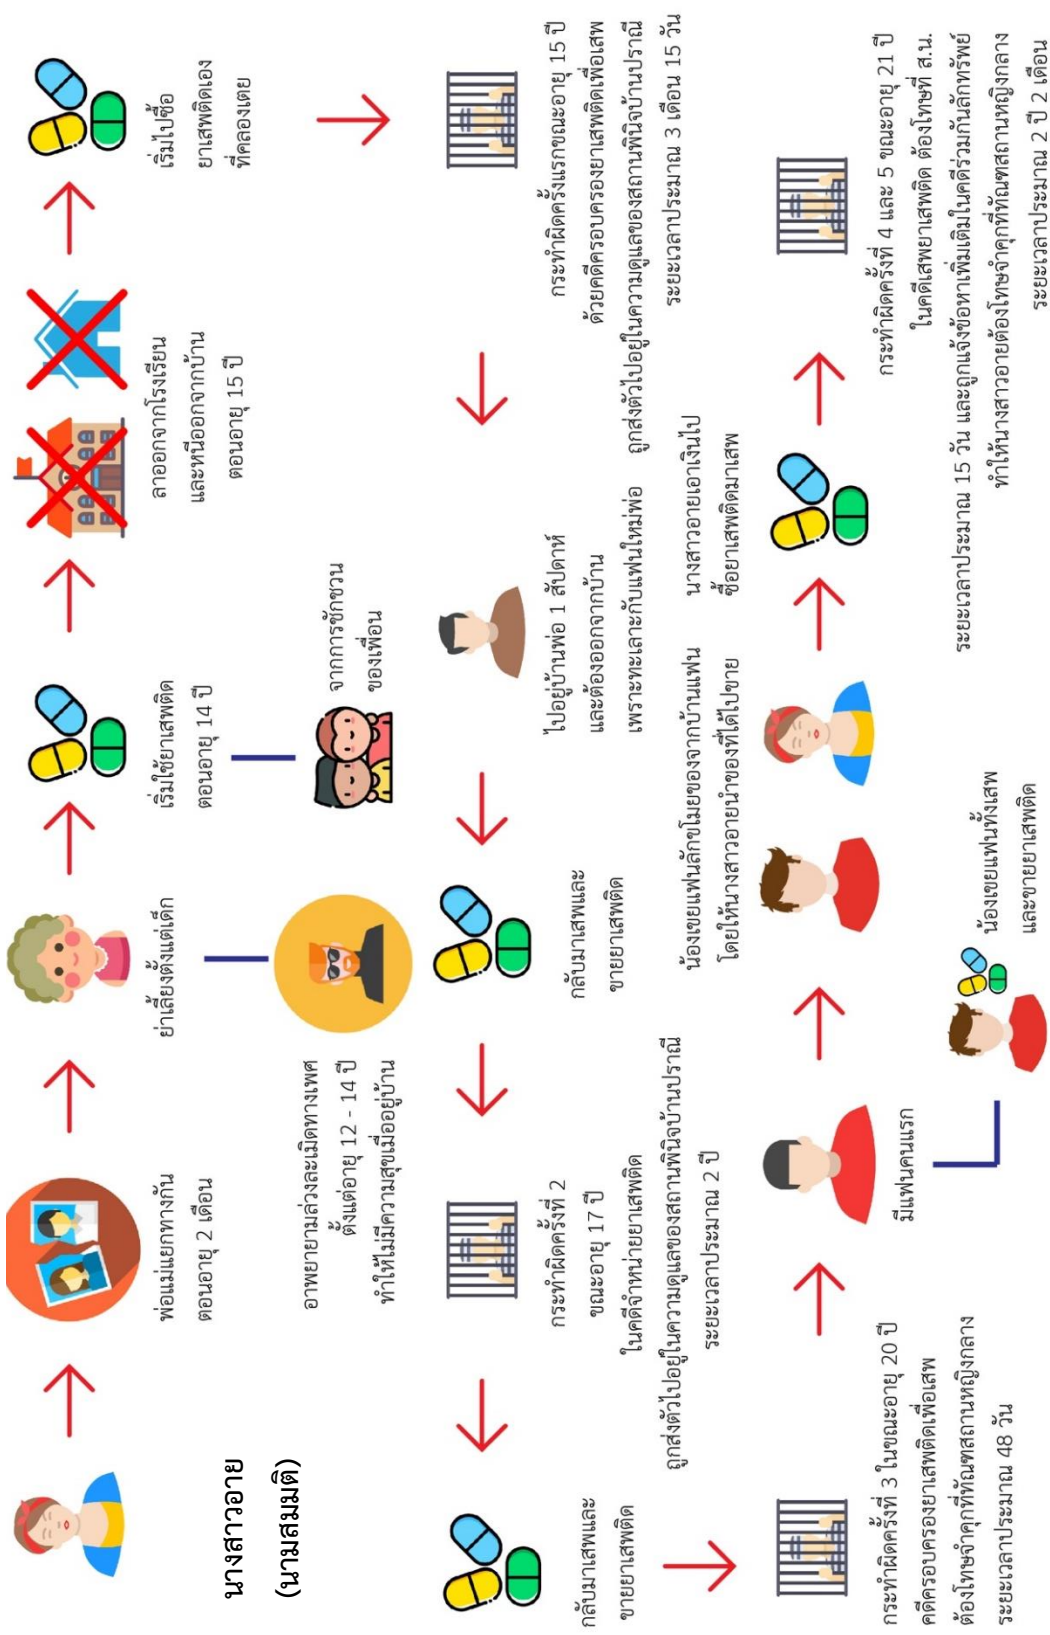 นางสาวอาย
(นามสมมติ)
พ่อแม่แยกทางกัน
ตอนอายุ 2 เดือน
ย่าเลี้ยงตั้งแต่เด็ก
อาพยายามล่วงละเมิดทางเพศ
ตั้งแต่อายุ 12 - 14 ปี
ทำให้ไม่มีความสุขเมื่ออยู่บ้าน
เริ่มใช้ยาเสพติด
ตอนอายุ 14 ปี
จากการชักชวน
ของเพื่อน
ลาออกจากโรงเรียน
และหนีออกจากบ้าน
ตอนอายุ 15 ปี
เริ่มไปซื้อ
ยาเสพติดเอง
ที่คลองเตย
กระทำผิดครั้งแรกขณะอายุ 15 ปี
ด้วยคดีครอบครองยาเสพติดเพื่อเสพ
ถูกส่งตัวไปอยู่ในความดูแลของสถานพินิจบ้านปราณี
ระยะเวลาประมาณ 3 เดือน 15 วัน
ไปอยู่บ้านพ่อ 1 สัปดาห์
และต้องออกจากบ้าน
เพราะทะเลาะกับแฟนใหม่พ่อ
กลับมาเสพและ
ขายยาเสพติด
กระทำผิดครั้งที่ 2
ขณะอายุ 17 ปี
ในคดีจำหน่ายยาเสพติด
ถูกส่งตัวไปอยู่ในความดูแลของสถานพินิจบ้านปราณี
ระยะเวลาประมาณ 2 ปี
กลับมาเสพและ
ขายยาเสพติด
กระทำผิดครั้งที่ 3 ในขณะอายุ 20 ปี
คดีครอบครองยาเสพติดเพื่อเสพ
ต้องโทษจำคุกที่ทัณฑสถานหญิงกลาง
ระยะเวลาประมาณ 48 วัน
มีแฟนคนแรก
น้องเขยแฟนทั้งเสพ
และขายยาเสพติด
น้องเขยแฟนลักขโมยของจากบ้านแฟน
โดยให้นางสาวอายนำของที่ได้ไปขาย
นางสาวอายเอาเงินไป
ซื้อยาเสพติดมาเสพ
กระทำผิดครั้งที่ 4 และ 5 ขณะอายุ 21 ปี
ในคดีเสพยาเสพติด ต้องโทษที่ ส.น.
ระยะเวลาประมาณ 15 วัน และถูกแจ้งข้อหาเพิ่มเติมในคดีร่วมกันลักทรัพย์
ทำให้นางสาวอายต้องโทษจำคุกที่ทัณฑสถานหญิงกลาง
ระยะเวลาประมาณ 2 ปี 2 เดือน